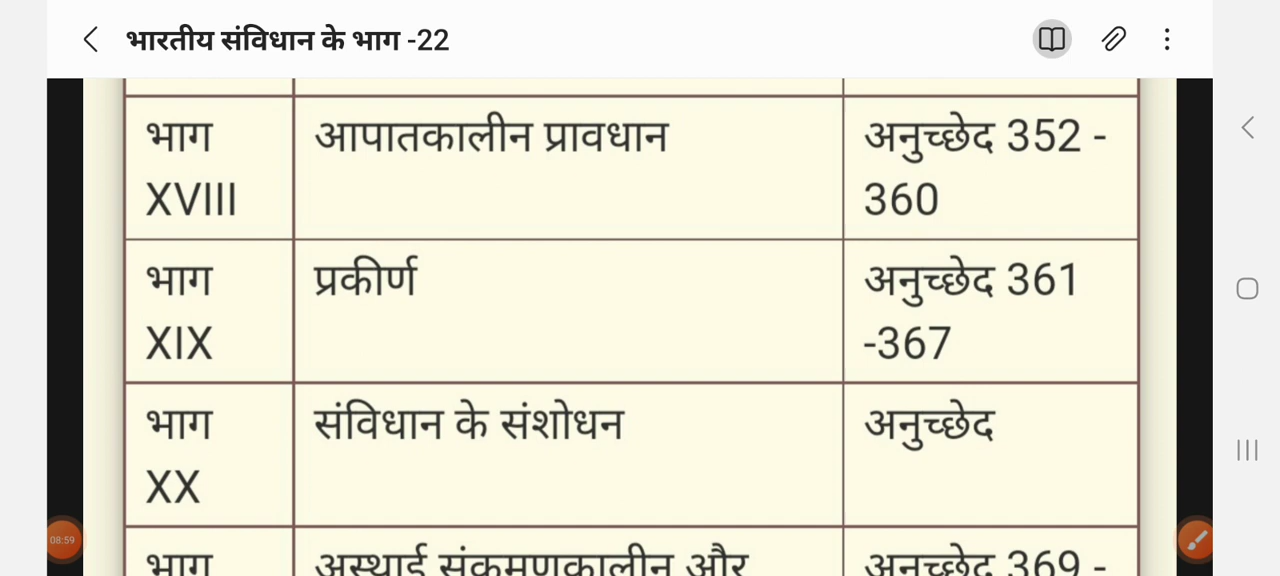 भारतीय संविधान के भाग -22
भाग XVIII
आपातकालीन प्रावधान
अनुच्छेद 352 - 360
भाग XIX
प्रकीर्ण
अनुच्छेद 361 -367
भाग XX
संविधान के संशोधन
अनुच्छेद
भाग
अस्थाई संक्रमणकालीन और
अनुच्छेद 369 -
08:59